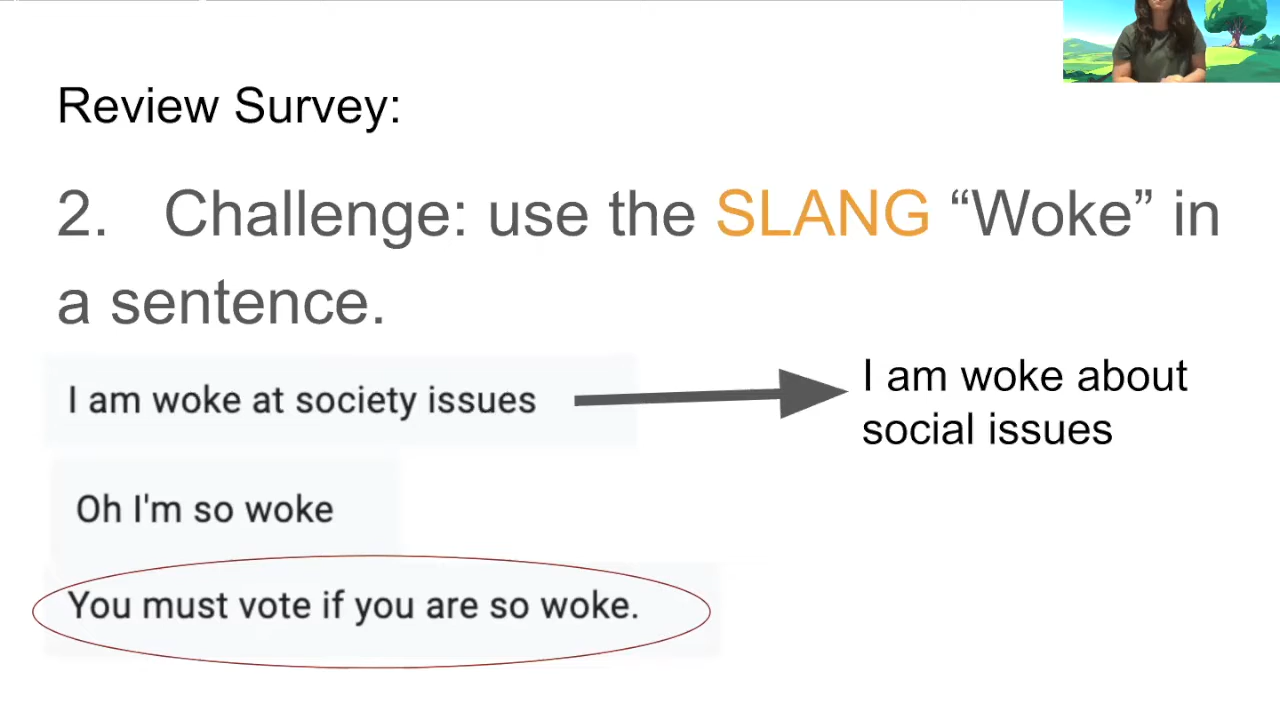 Review Survey:
2. Challenge: use the SLANG “Woke” in
a sentence.
I am woke at society issues
I am woke about
social issues
Oh I'm so woke
You must vote if you are so woke.